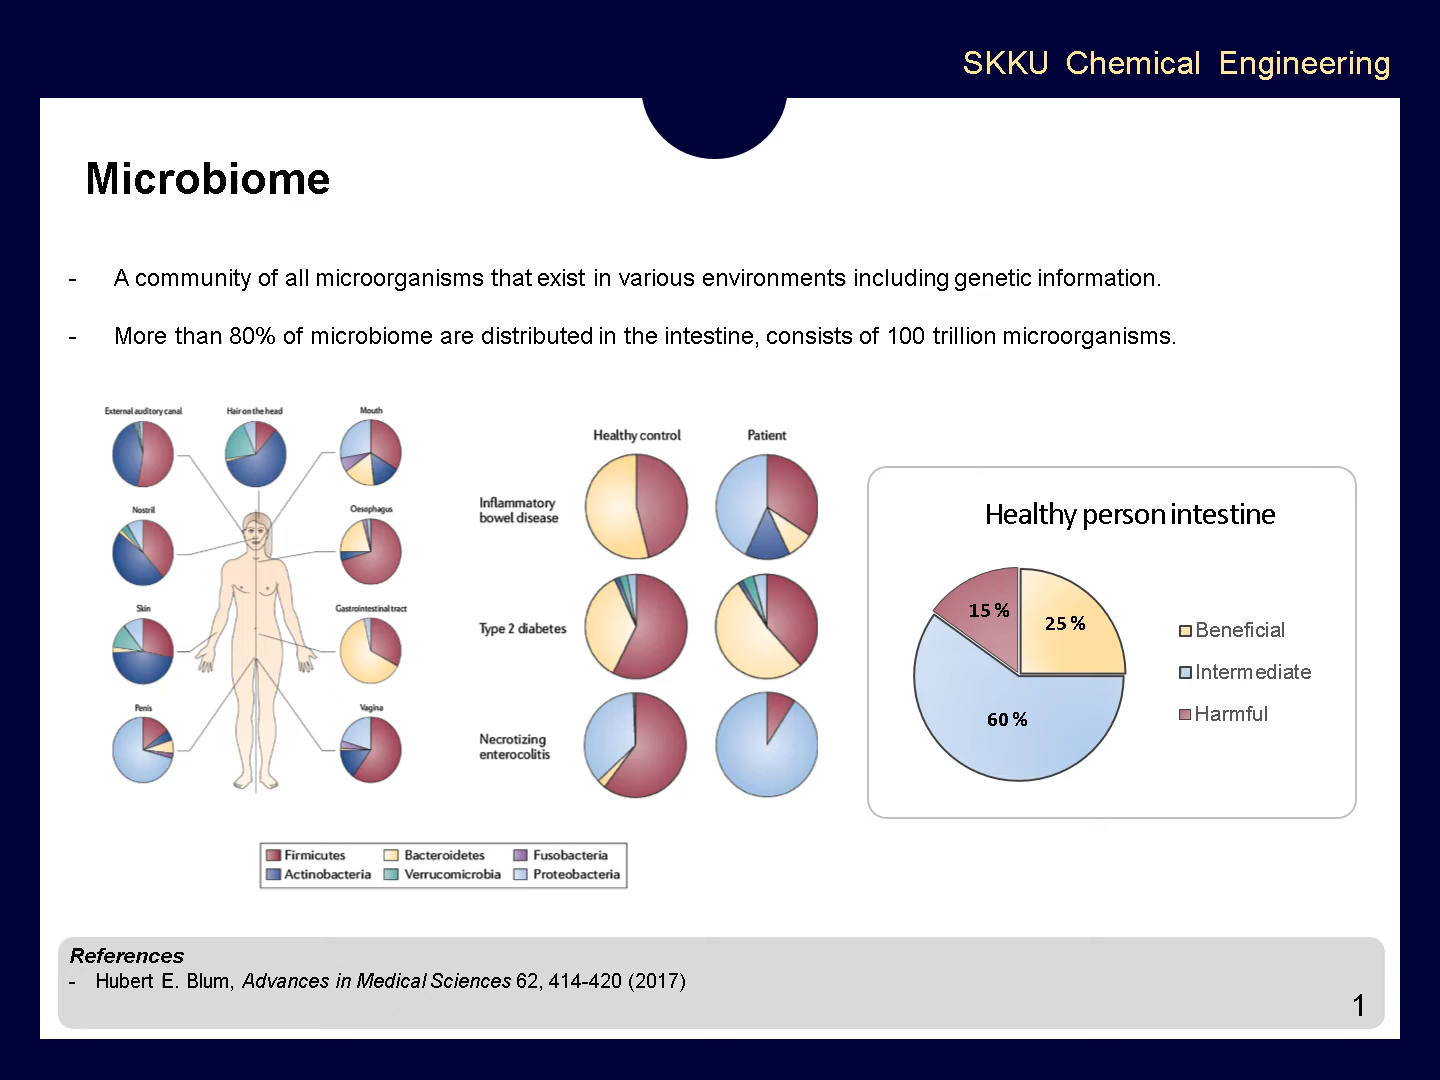 SKKU Chemical Engineering
Microbiome
- A community of all microorganisms that exist in various environments including genetic information.
- More than 80% of microbiome are distributed in the intestine, consists of 100 trillion microorganisms.
External auditory canal
Hair on the head
Mouth
Nostril
Oesophagus
Skin
Gastrointestinal tract
Penis
Vagina
Healthy control
Patient
Inflammatory
bowel disease
Type 2 diabetes
Necrotizing
enterocolitis
Firmicutes
Bacteroidetes
Fusobacteria
Actinobacteria
Verrucomicrobia
Proteobacteria
Healthy person intestine
15 %
25 %
60 %
Beneficial
Intermediate
Harmful
References
- Hubert E. Blum, Advances in Medical Sciences 62, 414-420 (2017)
1